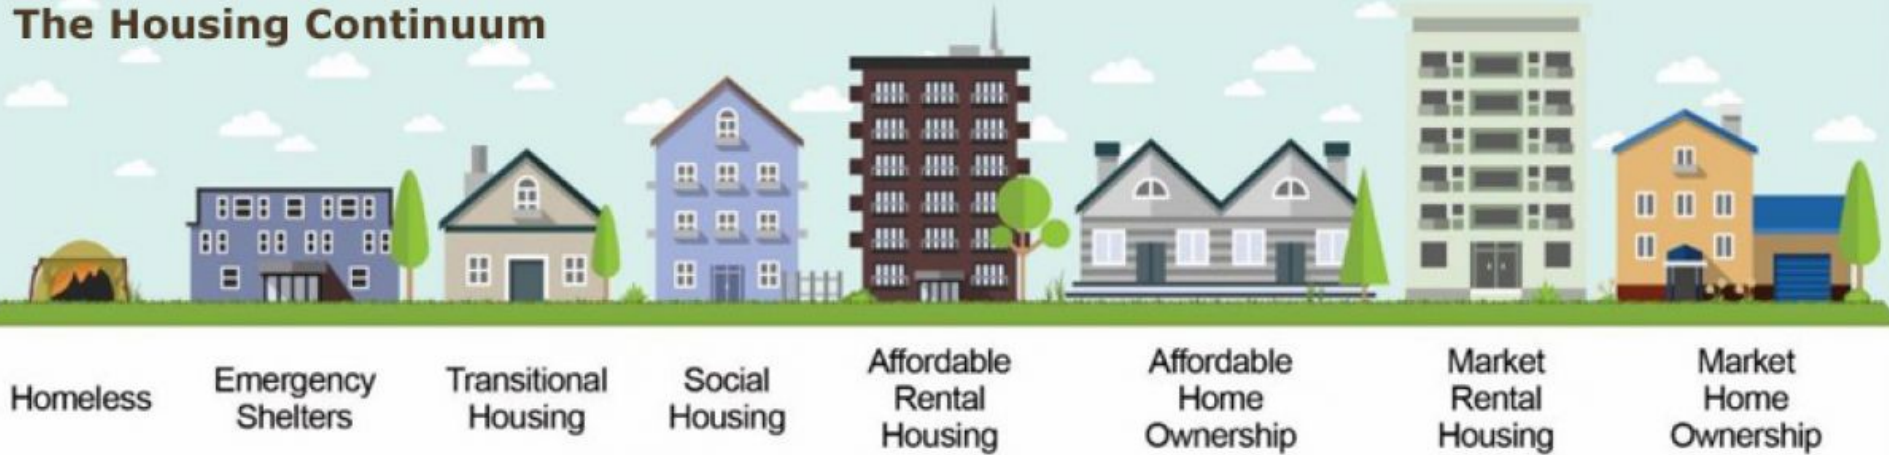 The Housing Continuum
Homeless
Emergency
Shelters
Transitional
Housing
Social
Housing
Affordable
Rental
Housing
Affordable
Home
Ownership
Market
Rental
Housing
Market
Home
Ownership